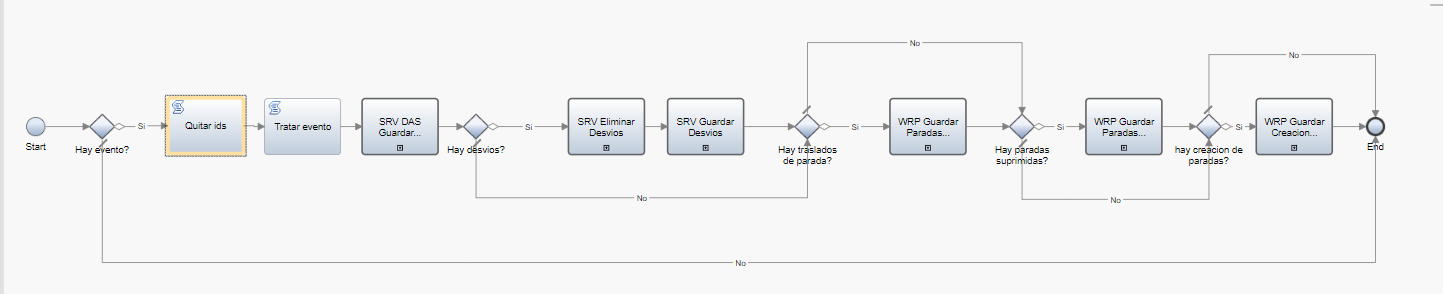 No
No
Quitar ids
Tratar evento
SRV DAS
Guardar...
SRV Eliminar
Desvios
SRV Guardar
Desvios
WRP Guardar
Paradas...
WRP Guardar
Paradas...
WRP Guardar
Creacion...
Si
Si
Si
Si
Si
Start
Hay evento?
Hay desvios?
Hay traslados
de parada?
Hay paradas
suprimidas?
hay creacion de
paradas?
End
No
No
No